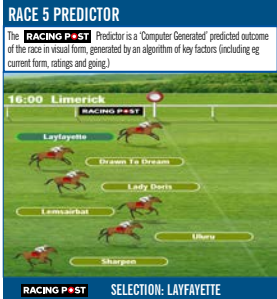 RACE 5 PREDICTOR
The RACING POST Predictor is a 'Computer Generated' predicted outcome
of the race in visual form, generated by an algorithm of key factors (including eg
current form, ratings and going.)
16:00 Limerick
RACING POST
Layfayette
Drawn To Dream
Lady Doris
Lemsairbat
Uluru
Sharpen
RACING POST SELECTION: LAYFAYETTE